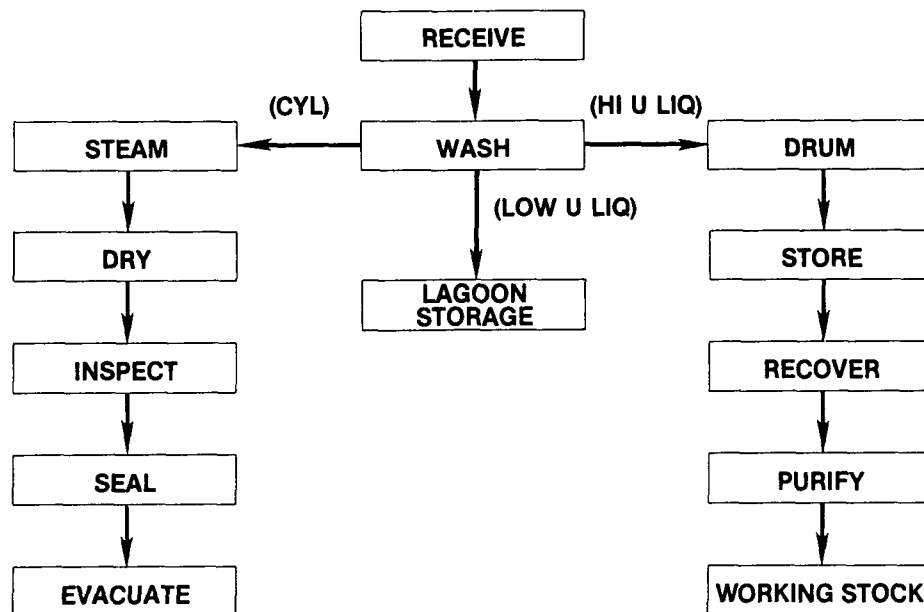 RECEIVE
(CYL)
(HI U LIQ)
STEAM
WASH
DRUM
(LOW U LIQ)
DRY
STORE
LAGOON
STORAGE
INSPECT
RECOVER
SEAL
PURIFY
EVACUATE
WORKING STOCK